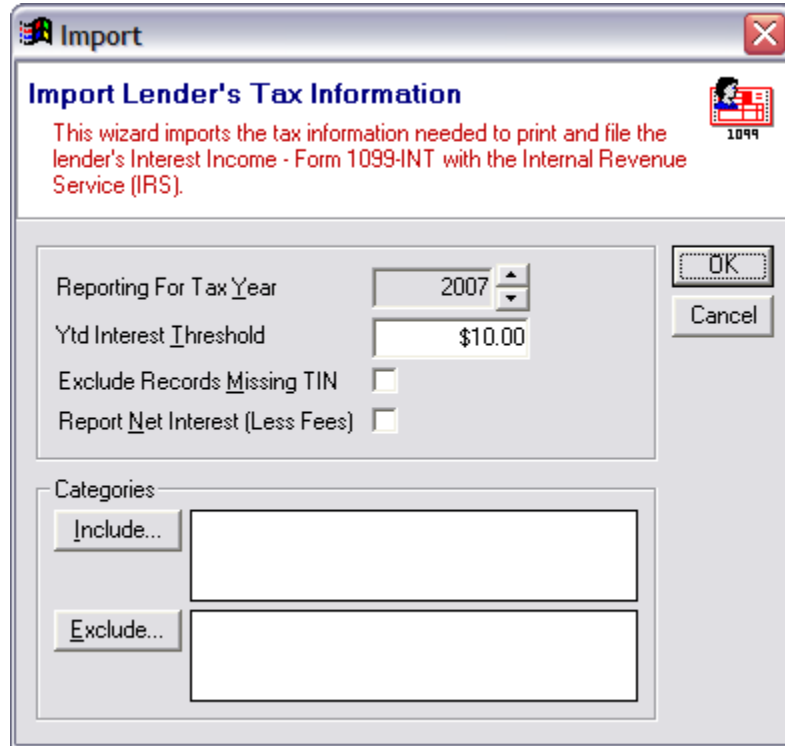 Import
Import Lender's Tax Information
This wizard imports the tax information needed to print and file the
lender's Interest Income - Form 1099-INT with the Internal Revenue
Service (IRS).
1099
Reporting For Tax Year
2007
Ytd Interest Threshold
$10.00
Exclude Records Missing TIN
Report Net Interest (Less Fees)
OK
Cancel
Categories
Include...
Exclude...